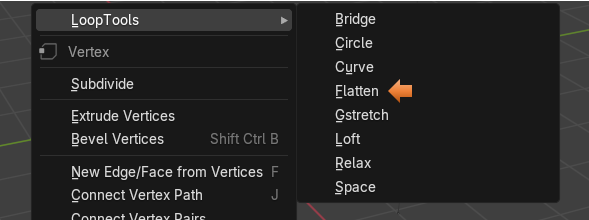 LoopTools
Vertex
Subdivide
Extrude Vertices
Bevel Vertices Shift Ctrl B
New Edge/Face from Vertices F
Connect Vertex Path J
Connect Vertex Pairs
Bridge
Circle
Curve
Flatten
Gstretch
Loft
Relax
Space